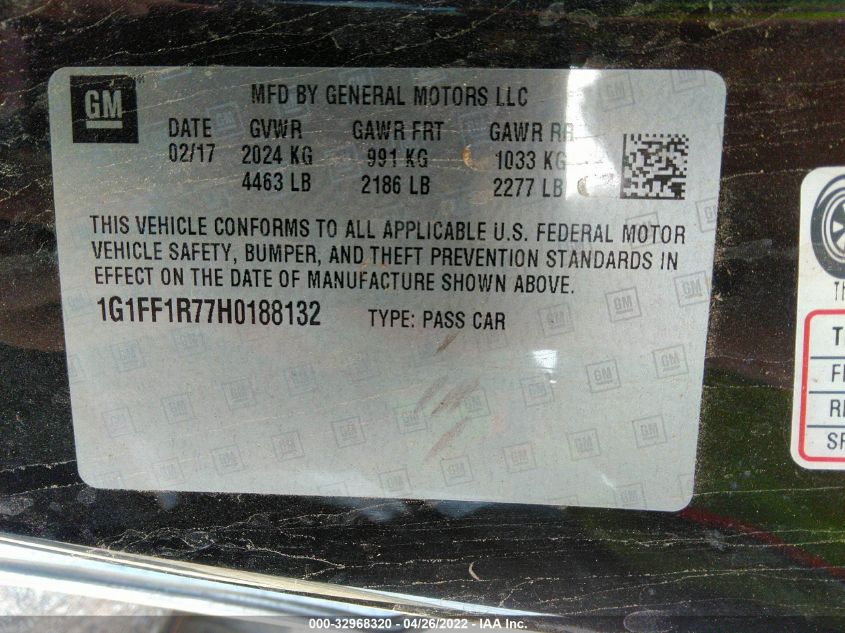 GM
MFD BY GENERAL MOTORS LLC
DATE GVWR GAWR FRT GAWR RR
02/17 2024 KG 991 KG 1033 KG
4463 LB 2186 LB 2277 LB
THIS VEHICLE CONFORMS TO ALL APPLICABLE U.S. FEDERAL MOTOR
VEHICLE SAFETY, BUMPER, AND THEFT PREVENTION STANDARDS IN
EFFECT ON THE DATE OF MANUFACTURE SHOWN ABOVE.
1G1FF1R77H0188132 TYPE: PASS CAR
000-32968320 - 04/26/2022 - IAA Inc.